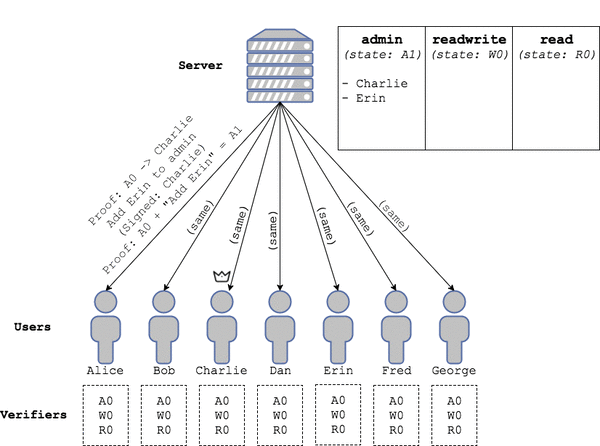 Server
admin
readwrite
read
(state: A1)
(state: W0)
(state: R0)
- Charlie
- Erin
Proof: A0 -> Charlie
Add Erin to admin
(Signed: Charlie)
Proof: A0 + "Add Erin" = A1
(same)
(same)
(same)
(same)
(same)
(same)
Users
Alice
Bob
Charlie
Dan
Erin
Fred
George
Verifiers
A0
W0
R0
A0
W0
R0
A0
W0
R0
A0
W0
R0
A0
W0
R0
A0
W0
R0
A0
W0
R0